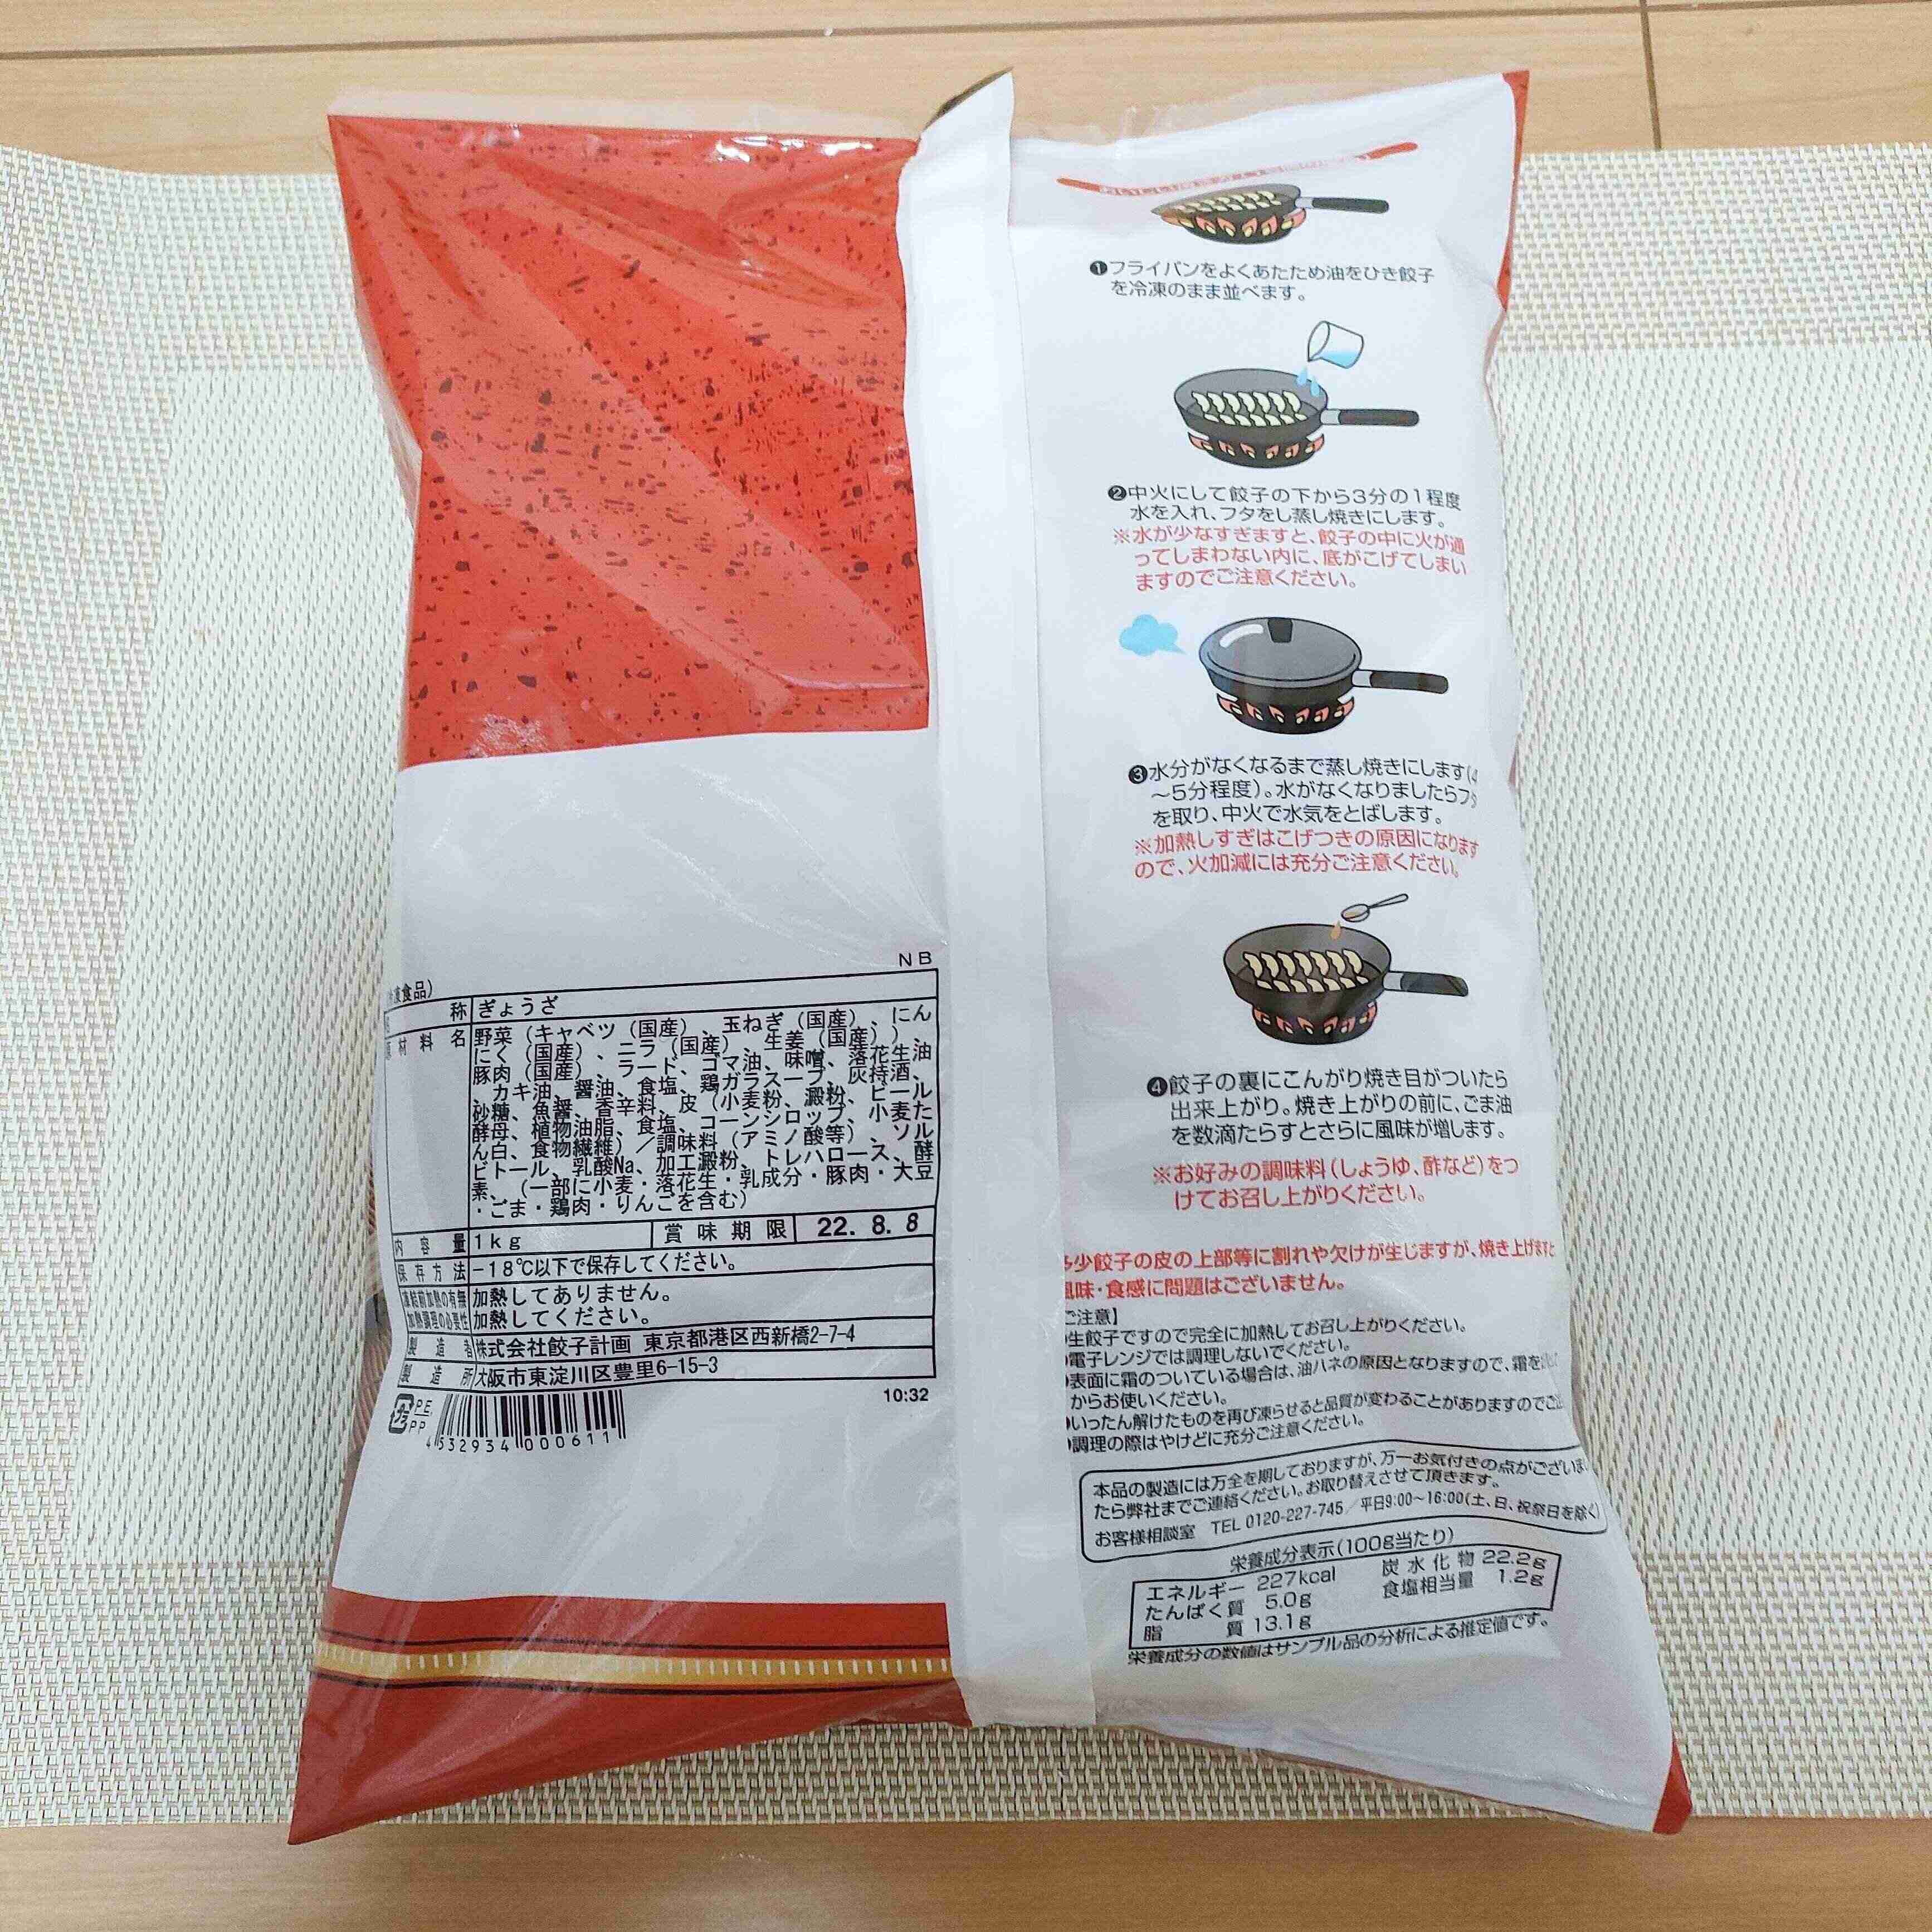 NB
凍食品)
称 ぎょうざ
材料名 野菜（キャベツ（国産）、玉ねぎ（国産）、にん
にく（国産）、ニラ（国産）、生姜（国産））、
豚肉（国産）、ラード、ゴマ油、味噌、落花生油
、カキ油、醤油、食塩、鶏ガラスープ、灰持酒、
砂糖、魚醤、香辛料、皮（小麦粉、澱粉、ビール
酵母、植物油脂、食塩、コーンシロップ、小麦た
ん白、食物繊維）／調味料（アミノ酸等）、ソル
ビトール、乳酸Na、加工澱粉、トレハロース、酵
素、（一部に小麦・落花生・乳成分・豚肉・大豆
・ごま・鶏肉・りんごを含む）
内容量 1kg 賞味期限 22. 8. 8
保存方法 -18℃以下で保存してください。
凍結前加熱の有無 加熱してありません。
加熱調理の必要性 加熱してください。
製造者 株式会社餃子計画 東京都港区西新橋2-7-4
製造所 大阪市東淀川区豊里6-15-3
10:32
プラ PE, PP
4532934000611
❶フライパンをよくあたため油をひき餃子
を冷凍のまま並べます。
❷中火にして餃子の下から3分の1程度
水を入れ、フタをし蒸し焼きにします。
※水が少なすぎますと、餃子の中に火が通
ってしまわない内に、底がこげてしまい
ますのでご注意ください。
❸水分がなくなるまで蒸し焼きにします(4
〜5分程度)。水がなくなりましたらフタ
を取り、中火で水気をとばします。
※加熱しすぎはこげつきの原因になります
ので、火加減には充分ご注意ください。
❹餃子の裏にこんがり焼き目がついたら
出来上がり。焼き上がりの前に、ごま油
を数滴たらすとさらに風味が増します。
※お好みの調味料(しょうゆ、酢など)をつ
けてお召し上がりください。
多少餃子の皮の上部等に割れや欠けが生じますが、焼き上げますと
風味・食感に問題はございません。
ご注意】
生餃子ですので完全に加熱してお召し上がりください。
電子レンジでは調理しないでください。
表面に霜のついている場合は、油ハネの原因となりますので、霜を
からお使いください。
いったん解けたものを再び凍らせると品質が変わることがありますのでご注
調理の際はやけどに充分ご注意ください。
本品の製造には万全を期しておりますが、万一お気付きの点がございま
たら弊社までご連絡ください。お取り替えさせて頂きます。
お客様相談室 TEL 0120-227-745／平日9:00〜16:00(土、日、祝祭日を除く)
栄養成分表示(100g当たり)
エネルギー 227kcal 炭水化物 22.2g
たんぱく質 5.0g 食塩相当量 1.2g
脂質 13.1g
栄養成分の数値はサンプル品の分析による推定値です。